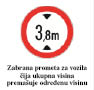 3,8m
Zabrana prometa za vozila
čija ukupna visina
premašuje određenu visinu